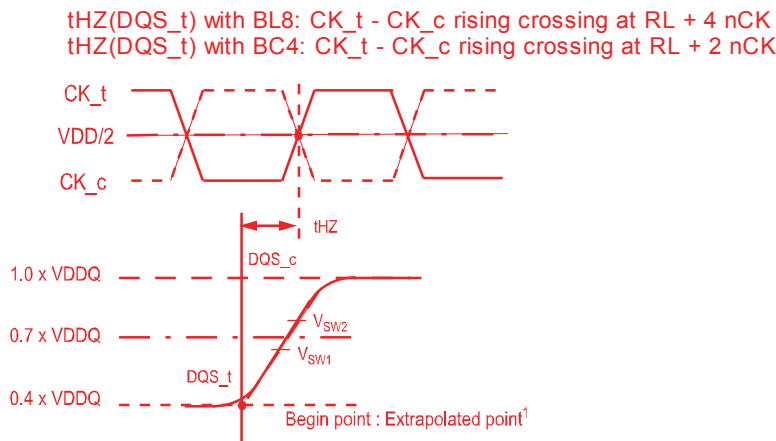 tHZ(DQS_t) with BL8: CK_t - CK_c rising crossing at RL + 4 nCK
tHZ(DQS_t) with BC4: CK_t - CK_c rising crossing at RL + 2 nCK
CK_t
VDD/2
CK_c
tHZ
DQS_c
1.0 x VDDQ
VSW2
0.7 x VDDQ
VSW1
DQS_t
0.4 x VDDQ
Begin point : Extrapolated point1